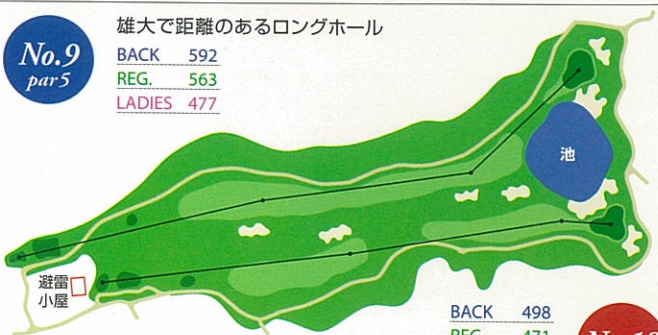 No.9
par5
雄大で距離のあるロングホール
BACK 592
REG. 563
LADIES 477
池
避雷
小屋
BACK 498